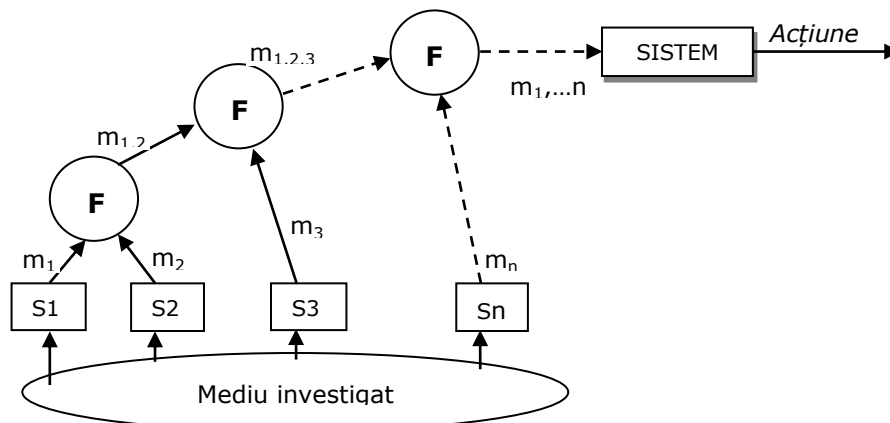 Acțiune
SISTEM
F
m1,2,3
m1,...n
F
m1,2
F
m3
m1
m2
mn
S1
S2
S3
Sn
Mediu investigat